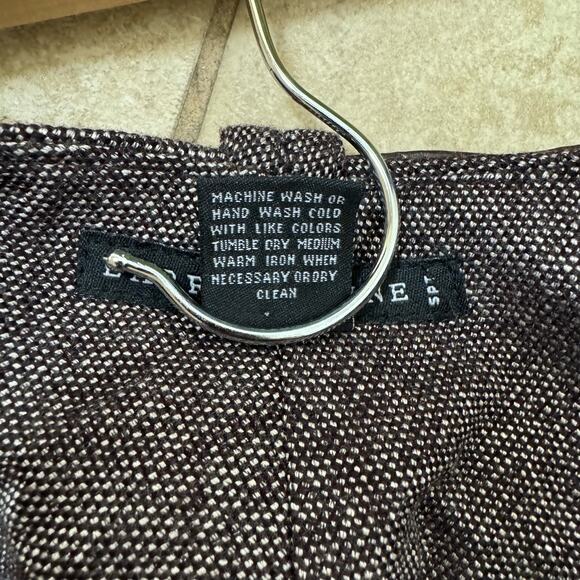 MACHINE WASH OR
HAND WASH COLD
WITH LIKE COLORS
TUMBLE DRY MEDIUM
WARM IRON WHEN
NECESSARY ORDRY
CLEAN
SPT